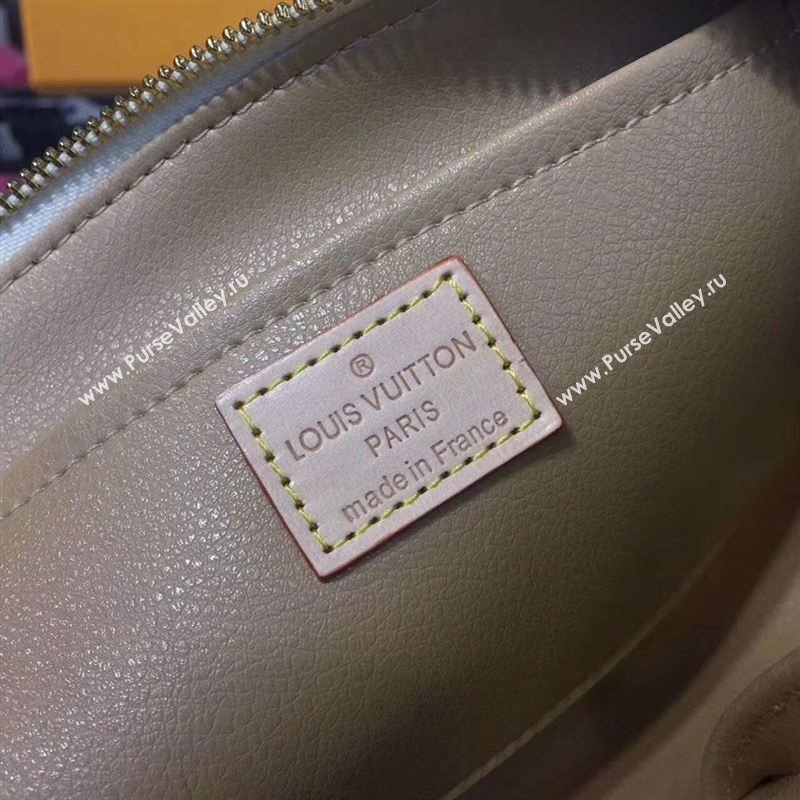 ®
LOUIS VUITTON
PARIS
made in France
www.PurseValley.ru
www.PurseValley.ru